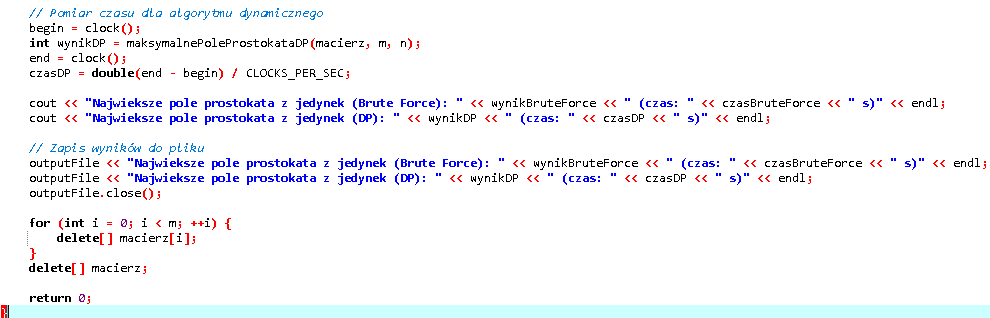 // Pomiar czasu dla algorytmu dynamicznego
begin = clock();
int wynikDP = maksymalnePoleProstokataDP(macierz, m, n);
end = clock();
czasDP = double(end - begin) / CLOCKS_PER_SEC;

cout << "Najwieksze pole prostokata z jedynek (Brute Force): " << wynikBruteForce << " (czas: " << czasBruteForce << " s)" << endl;
cout << "Najwieksze pole prostokata z jedynek (DP): " << wynikDP << " (czas: " << czasDP << " s)" << endl;

// Zapis wyników do pliku
outputFile << "Najwieksze pole prostokata z jedynek (Brute Force): " << wynikBruteForce << " (czas: " << czasBruteForce << " s)" << endl;
outputFile << "Najwieksze pole prostokata z jedynek (DP): " << wynikDP << " (czas: " << czasDP << " s)" << endl;
outputFile.close();

for (int i = 0; i < m; ++i) {
    delete[] macierz[i];
}
delete[] macierz;

return 0;
}